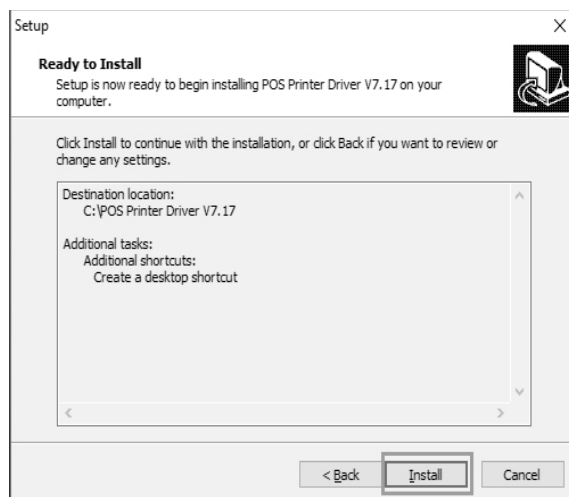 Setup
Ready to Install
Setup is now ready to begin installing POS Printer Driver V7.17 on your
computer.
Click Install to continue with the installation, or click Back if you want to review or
change any settings.
Destination location:
C:\POS Printer Driver V7.17
Additional tasks:
Additional shortcuts:
Create a desktop shortcut
< Back
Install
Cancel